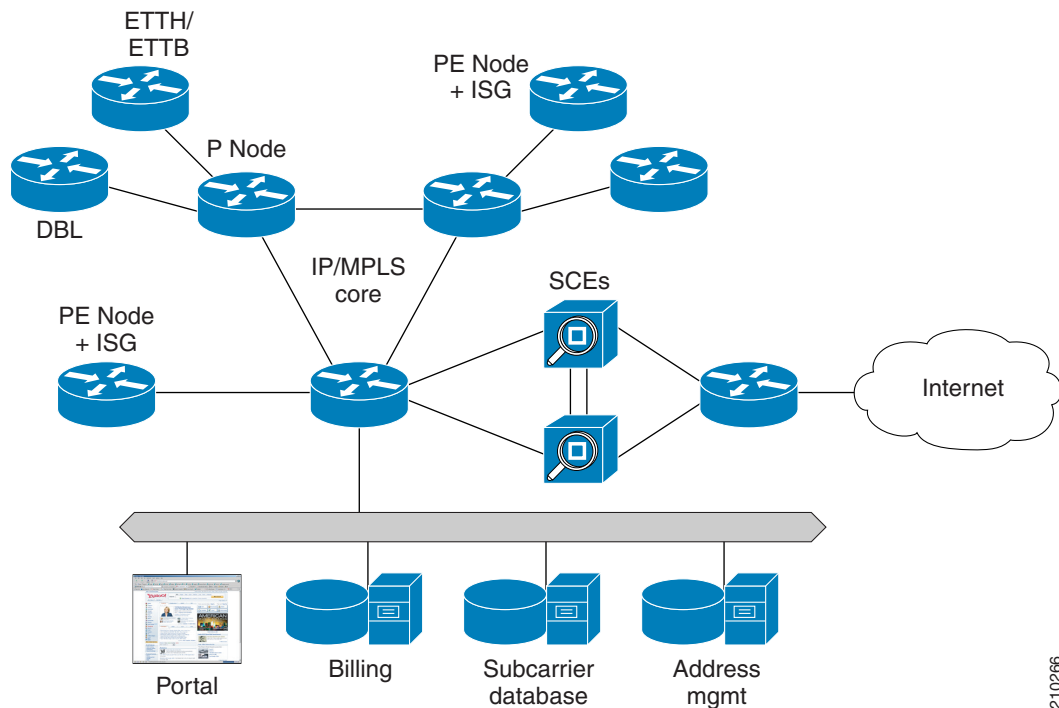 ETTH/
ETTB
PE Node
+ ISG
P Node
DBL
IP/MPLS
core
SCEs
PE Node
+ ISG
Internet
Portal
Billing
Subcarrier
database
Address
mgmt
210266